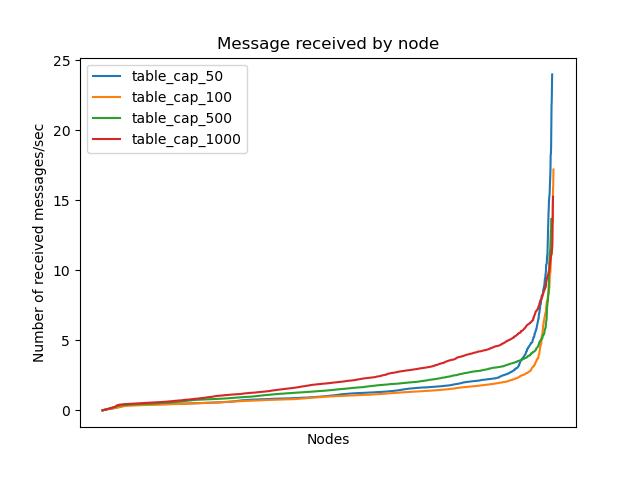 Message received by node
25
20
15
10
5
0
Number of received messages/sec
table_cap_50
table_cap_100
table_cap_500
table_cap_1000
Nodes